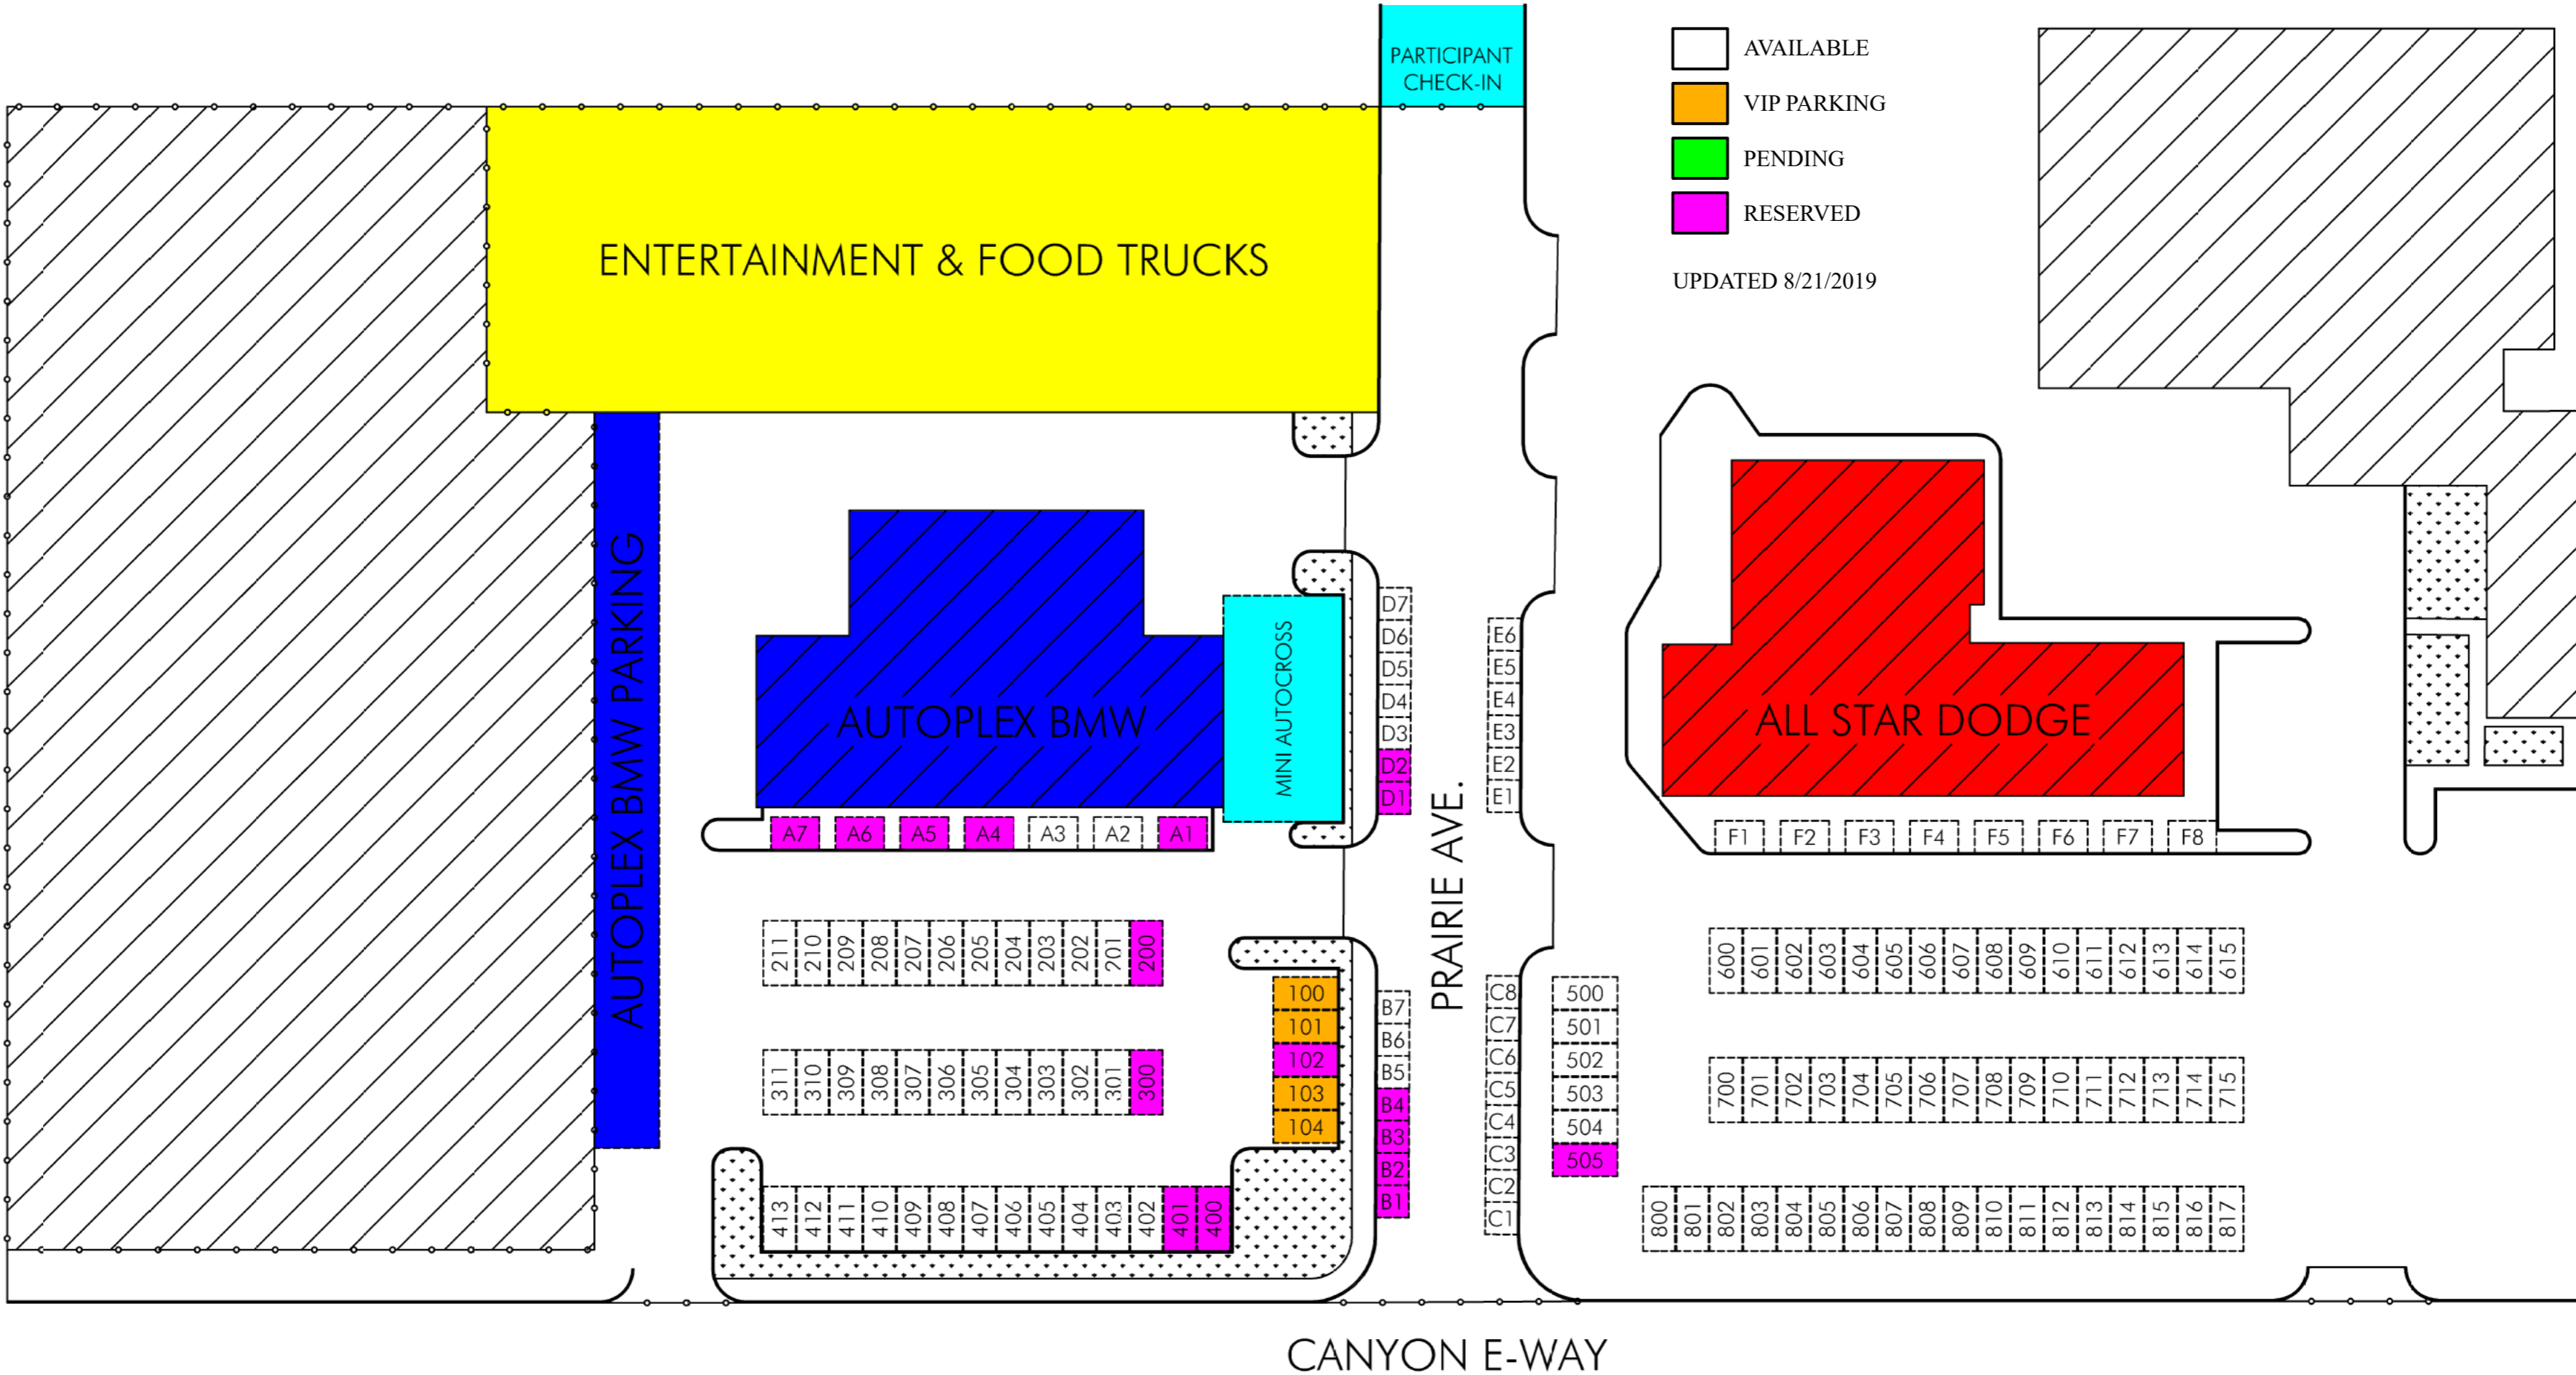 PARTICIPANT
CHECK-IN
AVAILABLE
VIP PARKING
PENDING
RESERVED
UPDATED 8/21/2019
ENTERTAINMENT & FOOD TRUCKS
AUTOPLEX BMW PARKING
AUTOPLEX BMW
MINI AUTOCROSS
D7
D6
D5
D4
D3
D2
D1
E6
E5
E4
E3
E2
E1
PRAIRIE AVE.
ALL STAR DODGE
A7 A6 A5 A4 A3 A2 A1
F1 F2 F3 F4 F5 F6 F7 F8
211 210 209 208 207 206 205 204 203 202 201 200
311 310 309 308 307 306 305 304 303 302 301 300
413 412 411 410 409 408 407 406 405 404 403 402 401 400
100
101
102
103
104
B7
B6
B5
B4
B3
B2
B1
C8
C7
C6
C5
C4
C3
C2
C1
500
501
502
503
504
505
600 601 602 603 604 605 606 607 608 609 610 611 612 613 614 615
700 701 702 703 704 705 706 707 708 709 710 711 712 713 714 715
800 801 802 803 804 805 806 807 808 809 810 811 812 813 814 815 816 817
CANYON E-WAY